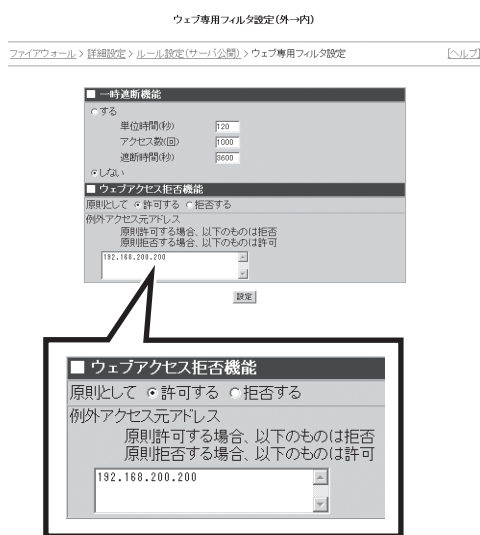 ウェブ専用フィルタ設定(外→内)
ファイアウォール > 詳細設定 > ルール設定(サーバ公開) > ウェブ専用フィルタ設定 [ヘルプ]
■ 一時遮断機能
する
単位時間(秒) 120
アクセス数(回) 1000
遮断時間(秒) 3600
しない
■ ウェブアクセス拒否機能
原則として 許可する 拒否する
例外アクセス元アドレス
原則許可する場合、以下のものは拒否
原則拒否する場合、以下のものは許可
192.168.200.200
設定
■ ウェブアクセス拒否機能
原則として 許可する 拒否する
例外アクセス元アドレス
原則許可する場合、以下のものは拒否
原則拒否する場合、以下のものは許可
192.168.200.200